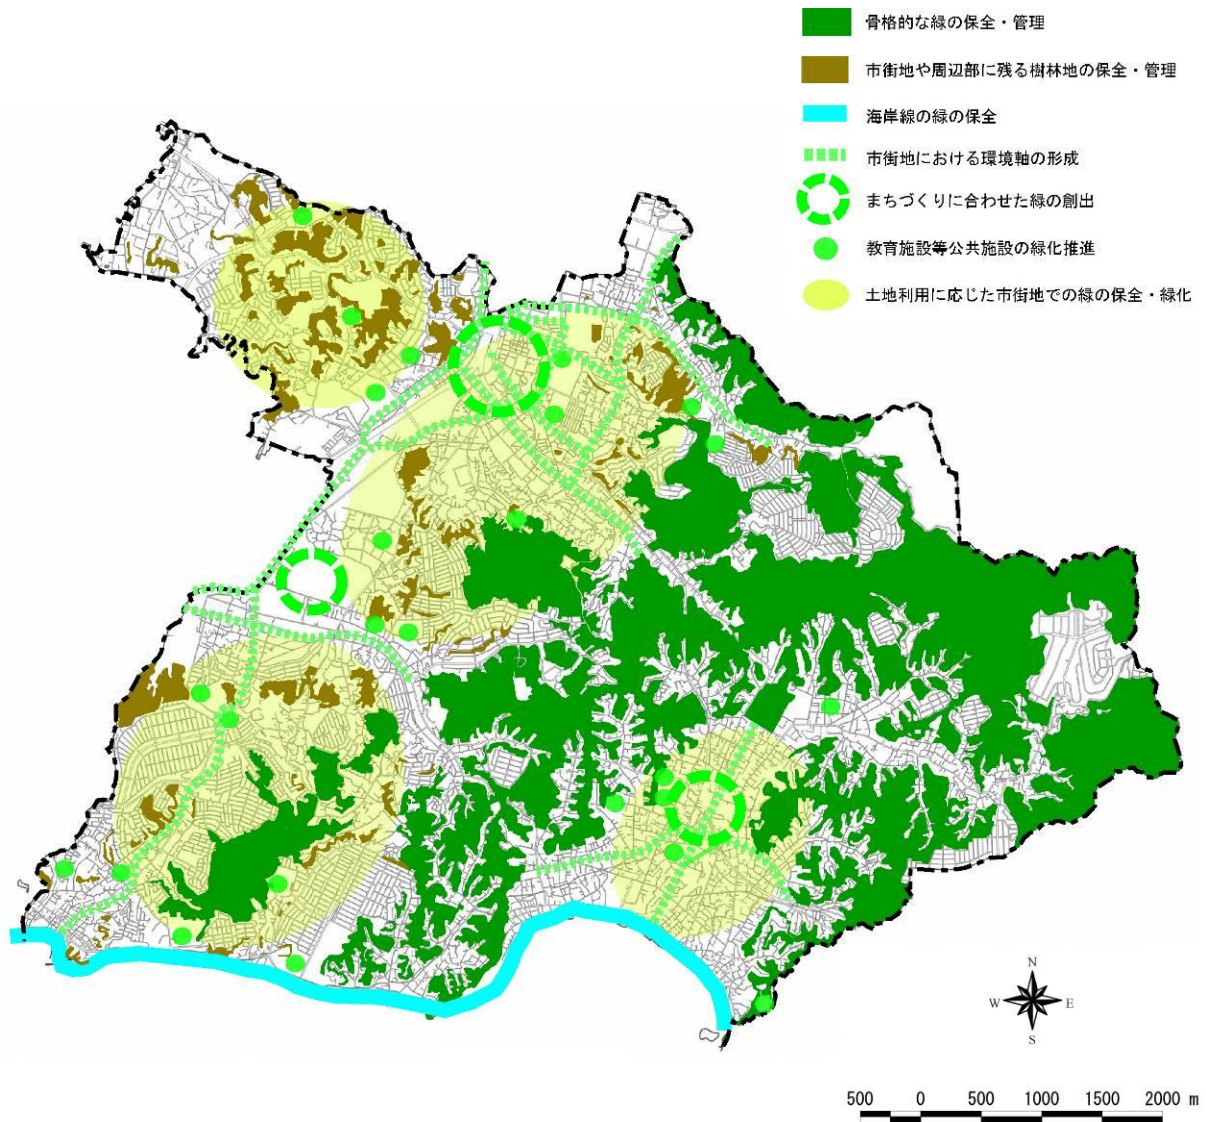 骨格的な緑の保全・管理
市街地や周辺部に残る樹林地の保全・管理
海岸線の緑の保全
市街地における環境軸の形成
まちづくりに合わせた緑の創出
教育施設等公共施設の緑化推進
土地利用に応じた市街地での緑の保全・緑化
N
W E
S
500 0 500 1000 1500 2000 m